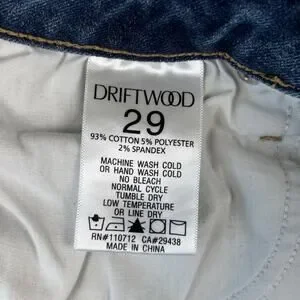 DRIFTWOOD
29
93% COTTON 5% POLYESTER
2% SPANDEX
MACHINE WASH COLD
OR HAND WASH COLD
NO BLEACH
NORMAL CYCLE
TUMBLE DRY
LOW TEMPERATURE
OR LINE DRY
RN#110712 CA#29438
MADE IN CHINA